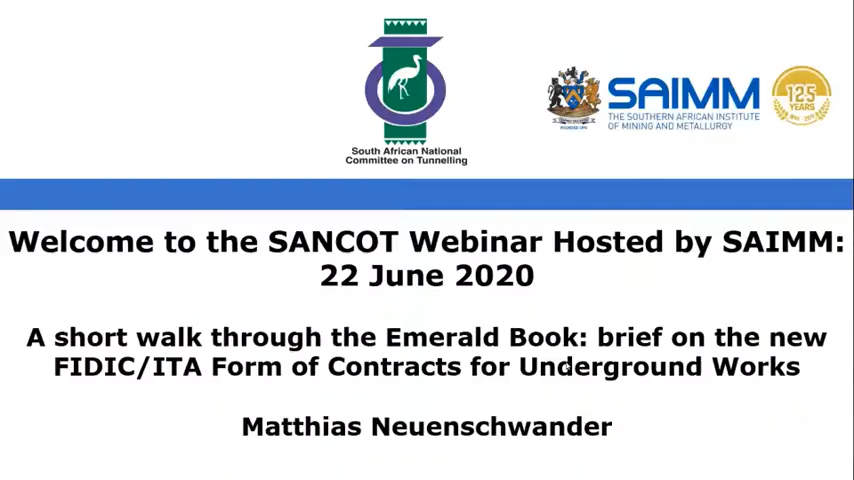 South African National
Committee on Tunnelling
SAIMM
THE SOUTHERN AFRICAN INSTITUTE
OF MINING AND METALLURGY
125
YEARS
Welcome to the SANCOT Webinar Hosted by SAIMM:
22 June 2020
A short walk through the Emerald Book: brief on the new
FIDIC/ITA Form of Contracts for Underground Works
Matthias Neuenschwander